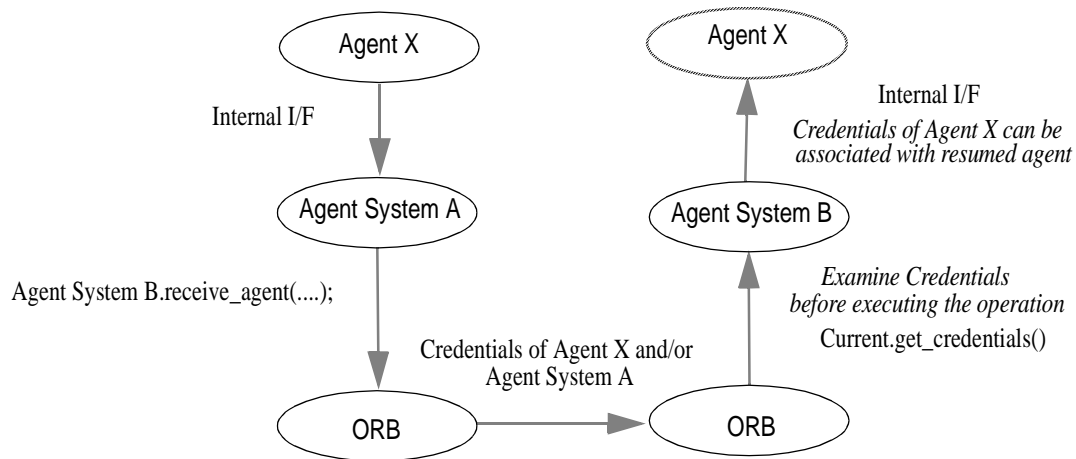 Agent X
Internal I/F
Agent System A
Agent System B.receive_agent(....);
ORB
Credentials of Agent X and/or
Agent System A
Agent X
Internal I/F
Credentials of Agent X can be
associated with resumed agent
Agent System B
Examine Credentials
before executing the operation
Current.get_credentials()
ORB